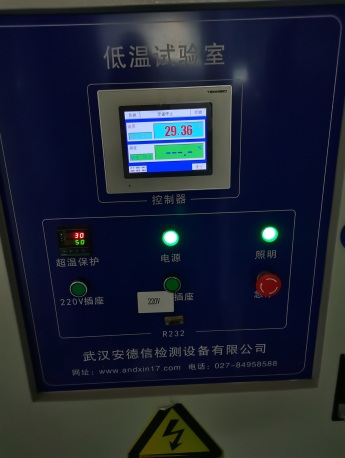 低温试验室
29.36
控制器
30
50
超温保护
电源
照明
220V插座
220V
插座
R232
武汉安德信检测设备有限公司
网址：www.andxin17.com 电话：027-84958588